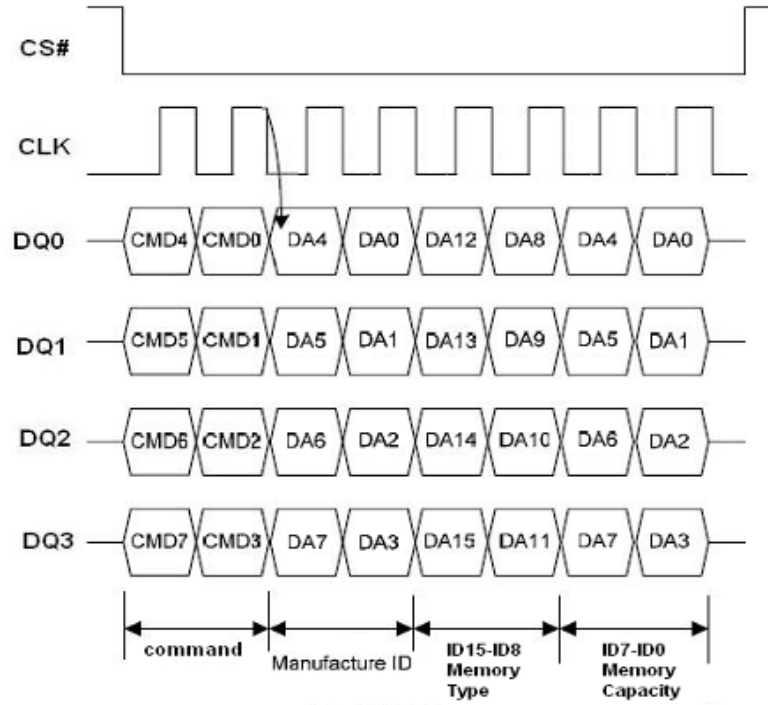 CS#
CLK
DQ0 CMD4 CMD0 DA4 DA0 DA12 DA8 DA4 DA0
DQ1 CMD5 CMD1 DA5 DA1 DA13 DA9 DA5 DA1
DQ2 CMD6 CMD2 DA6 DA2 DA14 DA10 DA6 DA2
DQ3 CMD7 CMD3 DA7 DA3 DA15 DA11 DA7 DA3
command
Manufacture ID
ID15-ID8
Memory
Type
ID7-ID0
Memory
Capacity